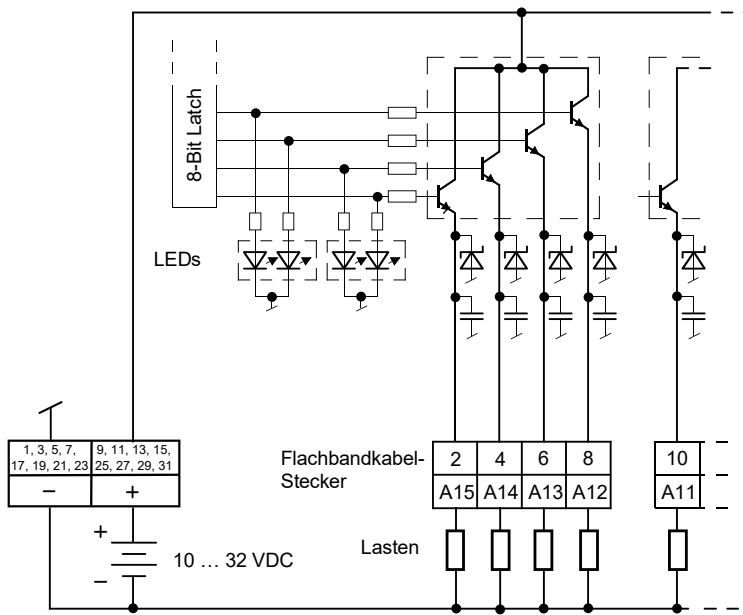 8-Bit Latch
LEDs
1, 3, 5, 7,
17, 19, 21, 23
9, 11, 13, 15,
25, 27, 29, 31
−
+
+
−
10 … 32 VDC
Flachbandkabel-
Stecker
2 4 6 8 10
A15 A14 A13 A12 A11
Lasten